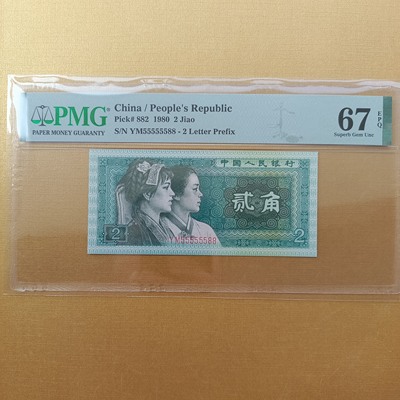 PMG
PAPER MONEY GUARANTY
China / People's Republic
Pick# 882 1980 2 Jiao
S/N YM55555588 - 2 Letter Prefix
67 EPQ
Superb Gem Unc
中国人民银行
贰角
YM55555588
2
2